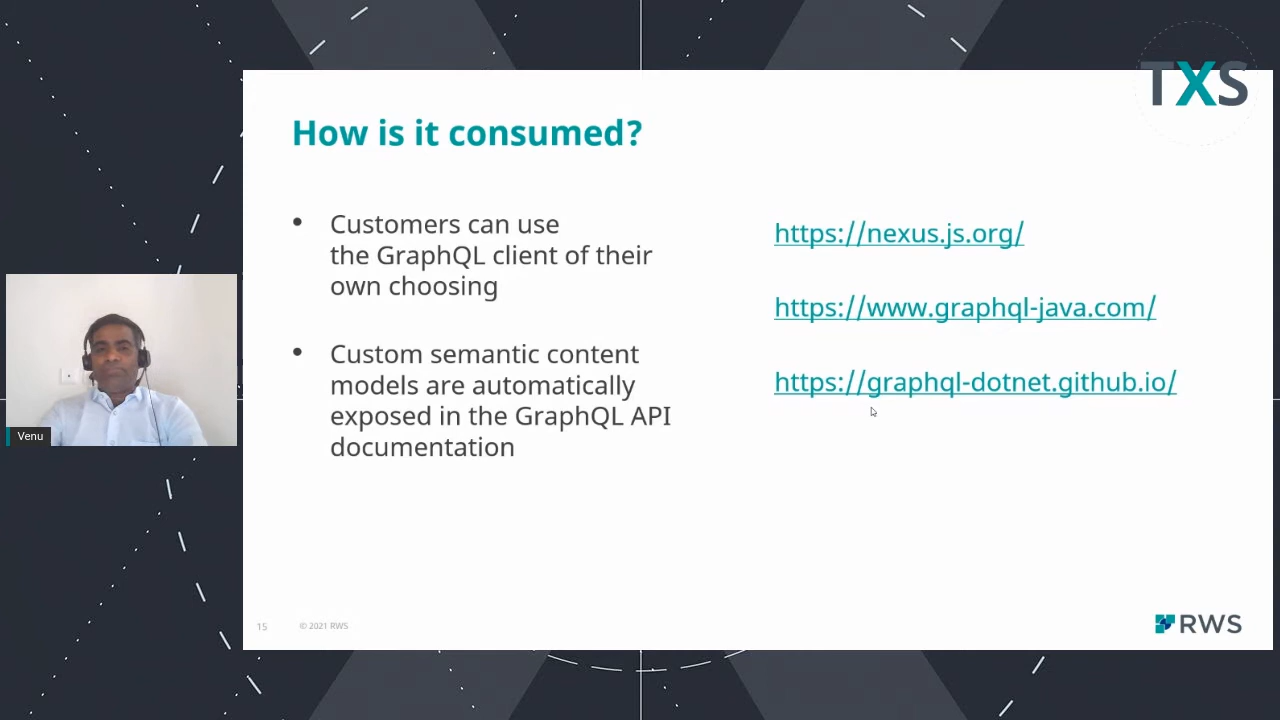 TXS
How is it consumed?
• Customers can use
the GraphQL client of their
own choosing
• Custom semantic content
models are automatically
exposed in the GraphQL API
documentation
https://nexus.js.org/
https://www.graphql-java.com/
https://graphql-dotnet.github.io/
Venu
15
© 2021 RWS
RWS